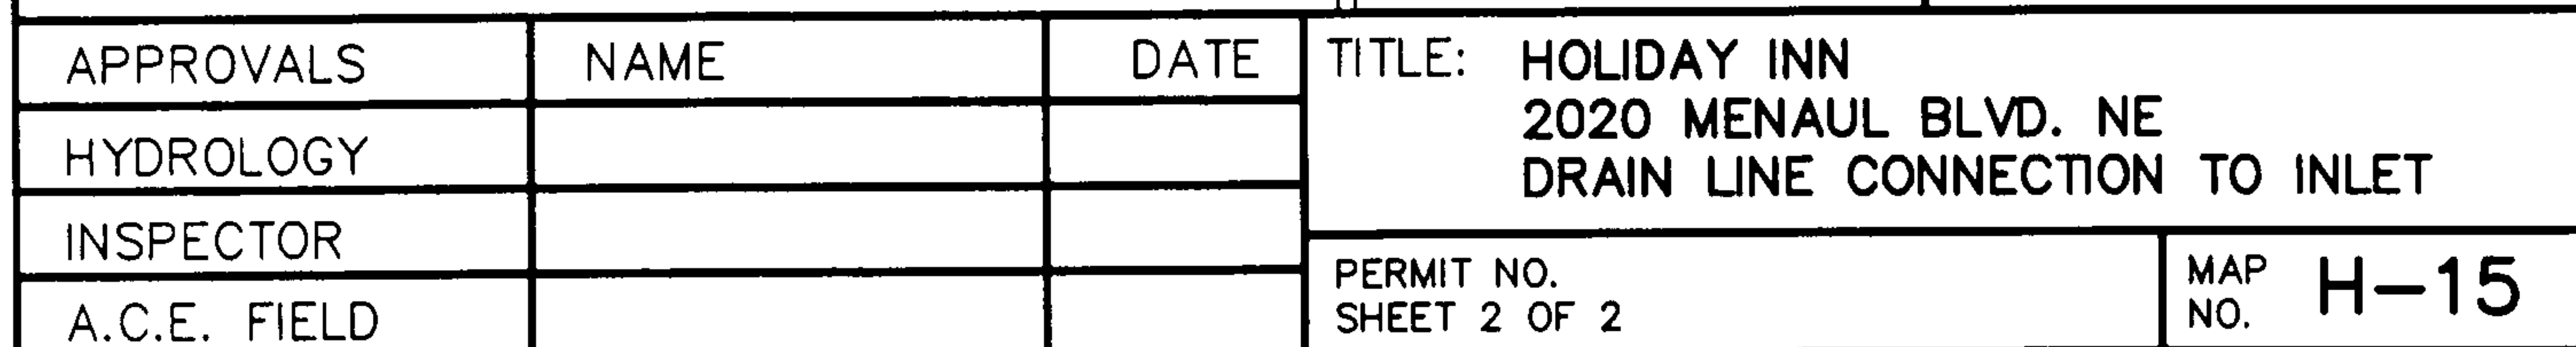 APPROVALS NAME DATE
HYDROLOGY
INSPECTOR
A.C.E. FIELD
TITLE: HOLIDAY INN
2020 MENAUL BLVD. NE
DRAIN LINE CONNECTION TO INLET
PERMIT NO.
SHEET 2 OF 2
MAP NO. H-15